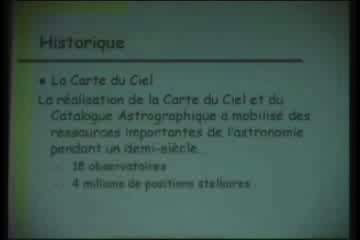 Historique
● La Carte du Ciel
La réalisation de la Carte du Ciel et du
Catalogue Astrographique a mobilisé des
ressources importantes de l'astronomie
pendant un demi-siècle...
– 18 observatoires
– 4 millions de positions stellaires